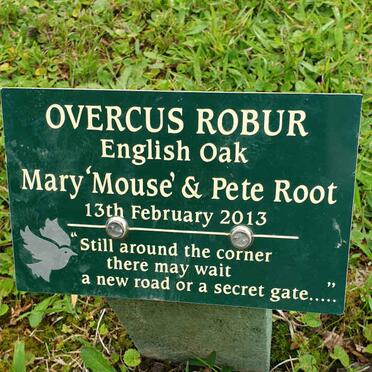 OVERCUS ROBUR
English Oak
Mary 'Mouse' & Pete Root
13th February 2013
"Still around the corner
there may wait
a new road or a secret gate....."